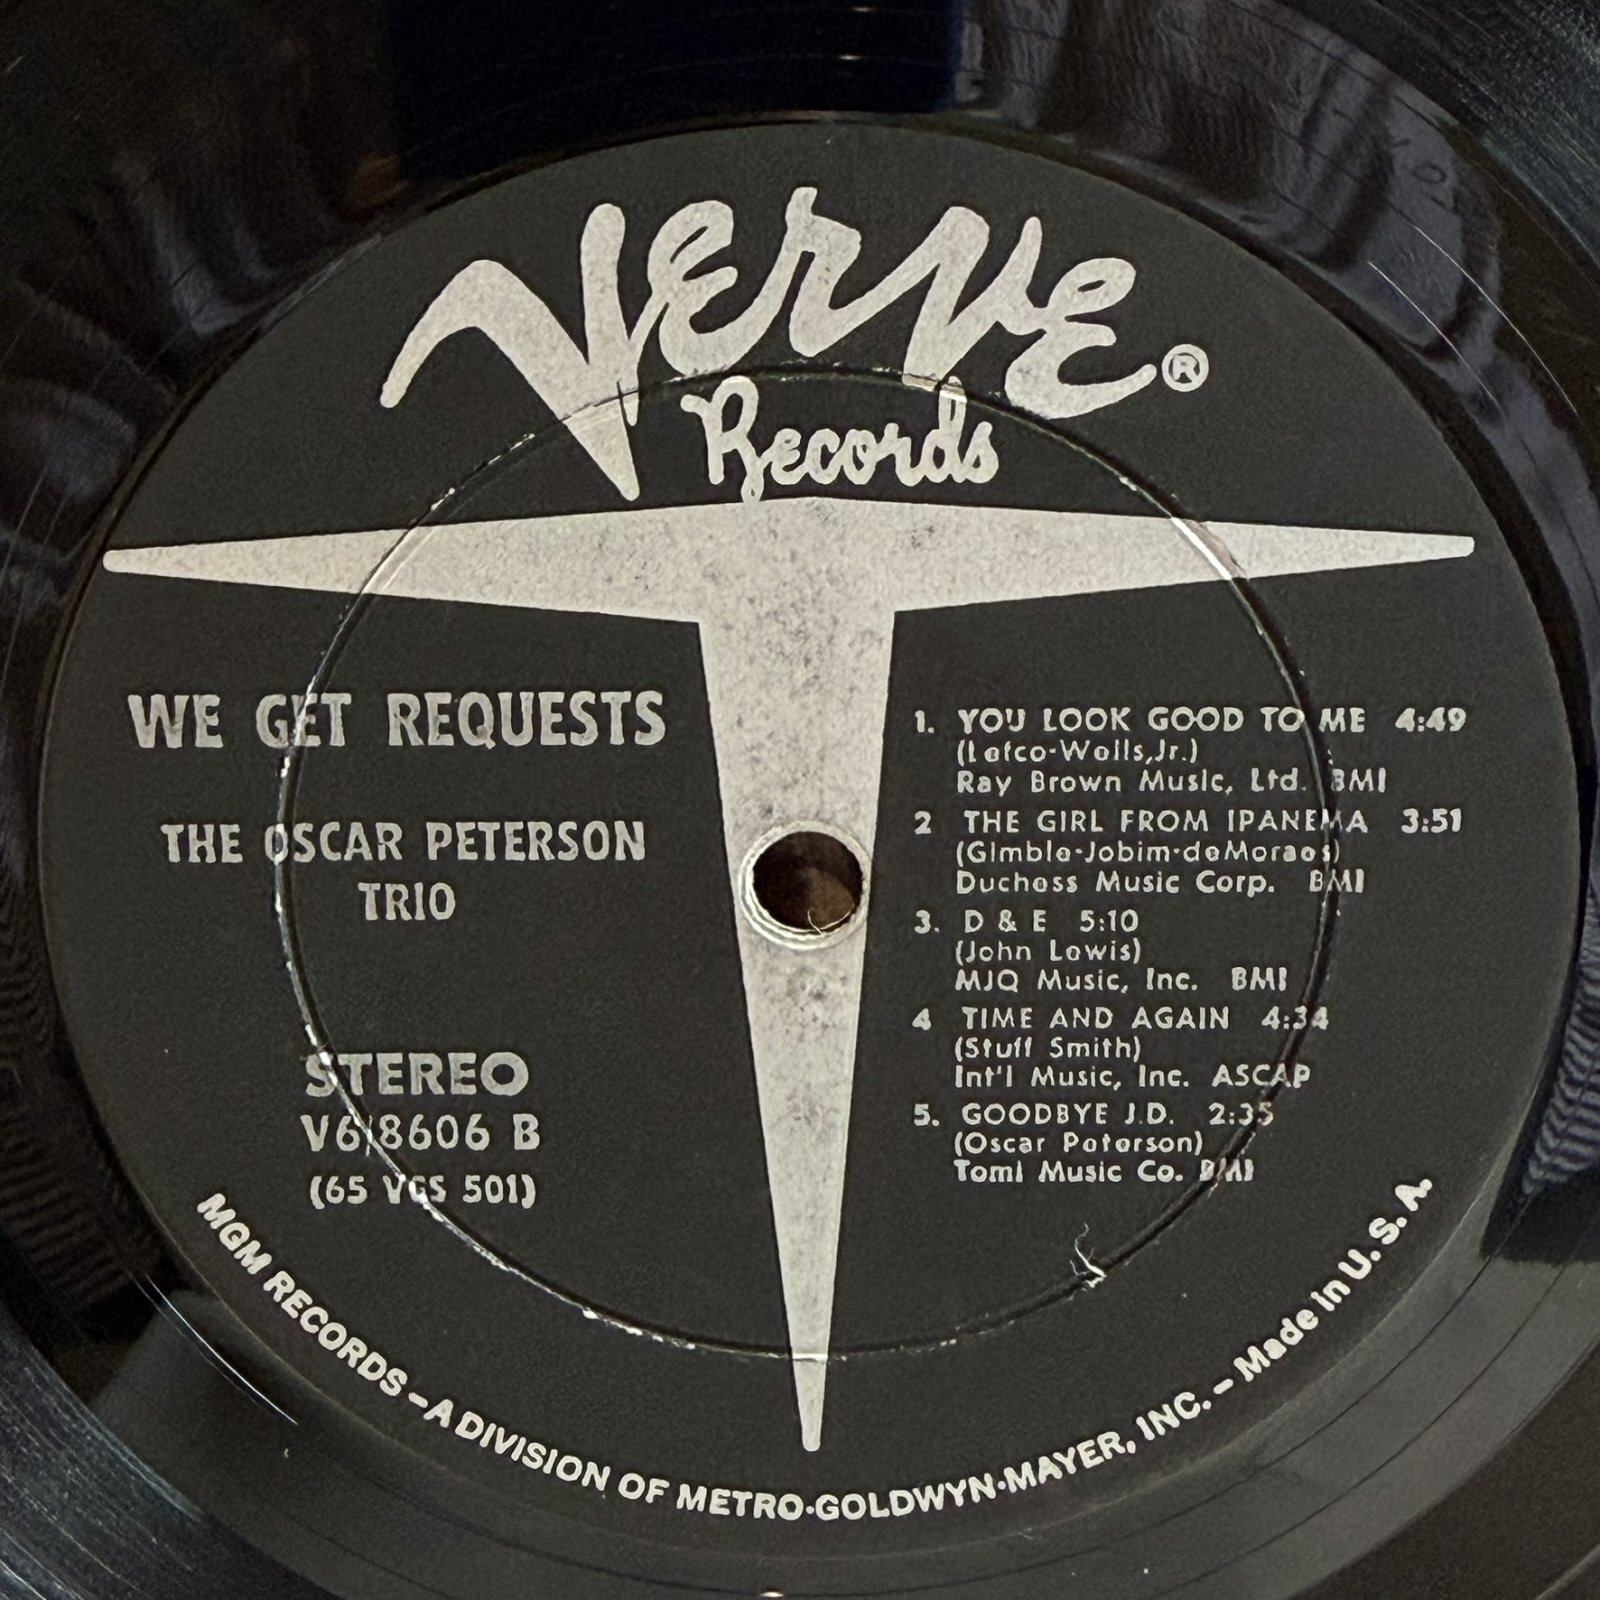 Verve®
Records
WE GET REQUESTS
THE OSCAR PETERSON
TRIO
STEREO
V6/8606 B
(65 VGS 501)
1. YOU LOOK GOOD TO ME 4:49
(Lefco-Wells,Jr.)
Ray Brown Music, Ltd. BMI
2 THE GIRL FROM IPANEMA 3:51
(Gimble-Jobim-deMoraes)
Duchess Music Corp. BMI
3. D & E 5:10
(John Lewis)
MJQ Music, Inc. BMI
4 TIME AND AGAIN 4:34
(Stuff Smith)
Int'l Music, Inc. ASCAP
5. GOODBYE J.D. 2:35
(Oscar Peterson)
Tomi Music Co. BMI
MGM RECORDS – A DIVISION OF METRO-GOLDWYN-MAYER, INC. – Made in U.S.A.